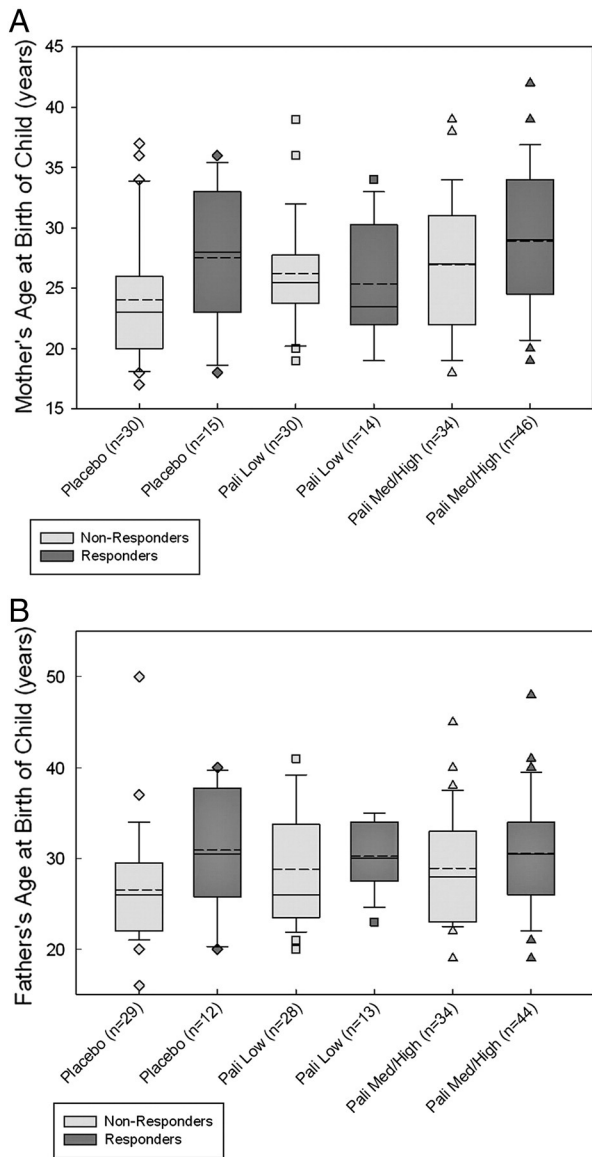 A
Mother's Age at Birth of Child (years)
45
40
35
30
25
20
15
Placebo (n=30)
Placebo (n=15)
Pali Low (n=30)
Pali Low (n=14)
Pali Med/High (n=34)
Pali Med/High (n=46)
Non-Responders
Responders
B
Fathers's Age at Birth of Child (years)
50
40
30
20
Placebo (n=29)
Placebo (n=12)
Pali Low (n=28)
Pali Low (n=13)
Pali Med/High (n=34)
Pali Med/High (n=44)
Non-Responders
Responders